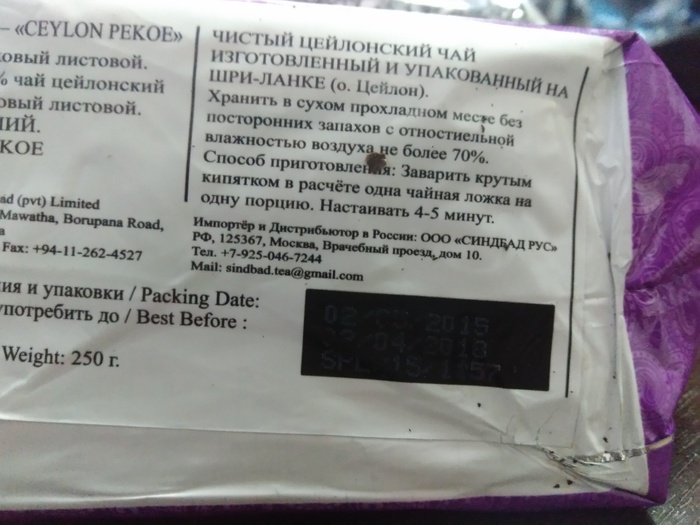 – «CEYLON PEKOE»
овый листовой.
% чай цейлонский
овый листовой.
ИЙ.
КОЕ
ad (pvt) Limited
Mawatha, Borupana Road,
a
Fax: +94-11-262-4527
ЧИСТЫЙ ЦЕЙЛОНСКИЙ ЧАЙ
ИЗГОТОВЛЕННЫЙ И УПАКОВАННЫЙ НА
ШРИ-ЛАНКЕ (о. Цейлон).
Хранить в сухом прохладном месте без
посторонних запахов с отностиельной
влажностью воздуха не более 70%.
Способ приготовления: Заварить крутым
кипятком в расчёте одна чайная ложка на
одну порцию. Настаивать 4-5 минут.
Импортёр и Дистрибьютор в России: ООО «СИНДБАД РУС»
РФ, 125367, Москва, Врачебный проезд, дом 10.
Тел. +7-925-046-7244
Mail: sindbad.tea@gmail.com
ия и упаковки / Packing Date:
употребить до / Best Before :
Weight: 250 г.
2015
04/2018
SPL